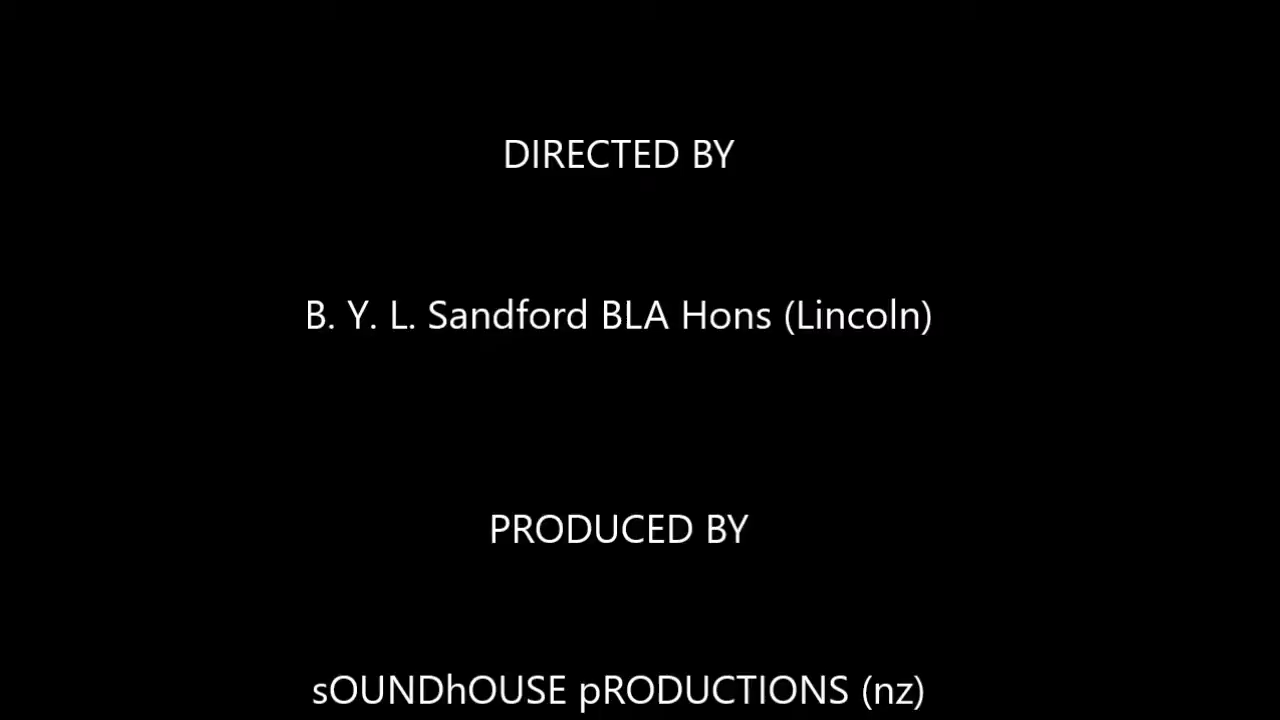 DIRECTED BY
B. Y. L. Sandford BLA Hons (Lincoln)
PRODUCED BY
sOUNDhOUSE pRODUCTIONS (nz)